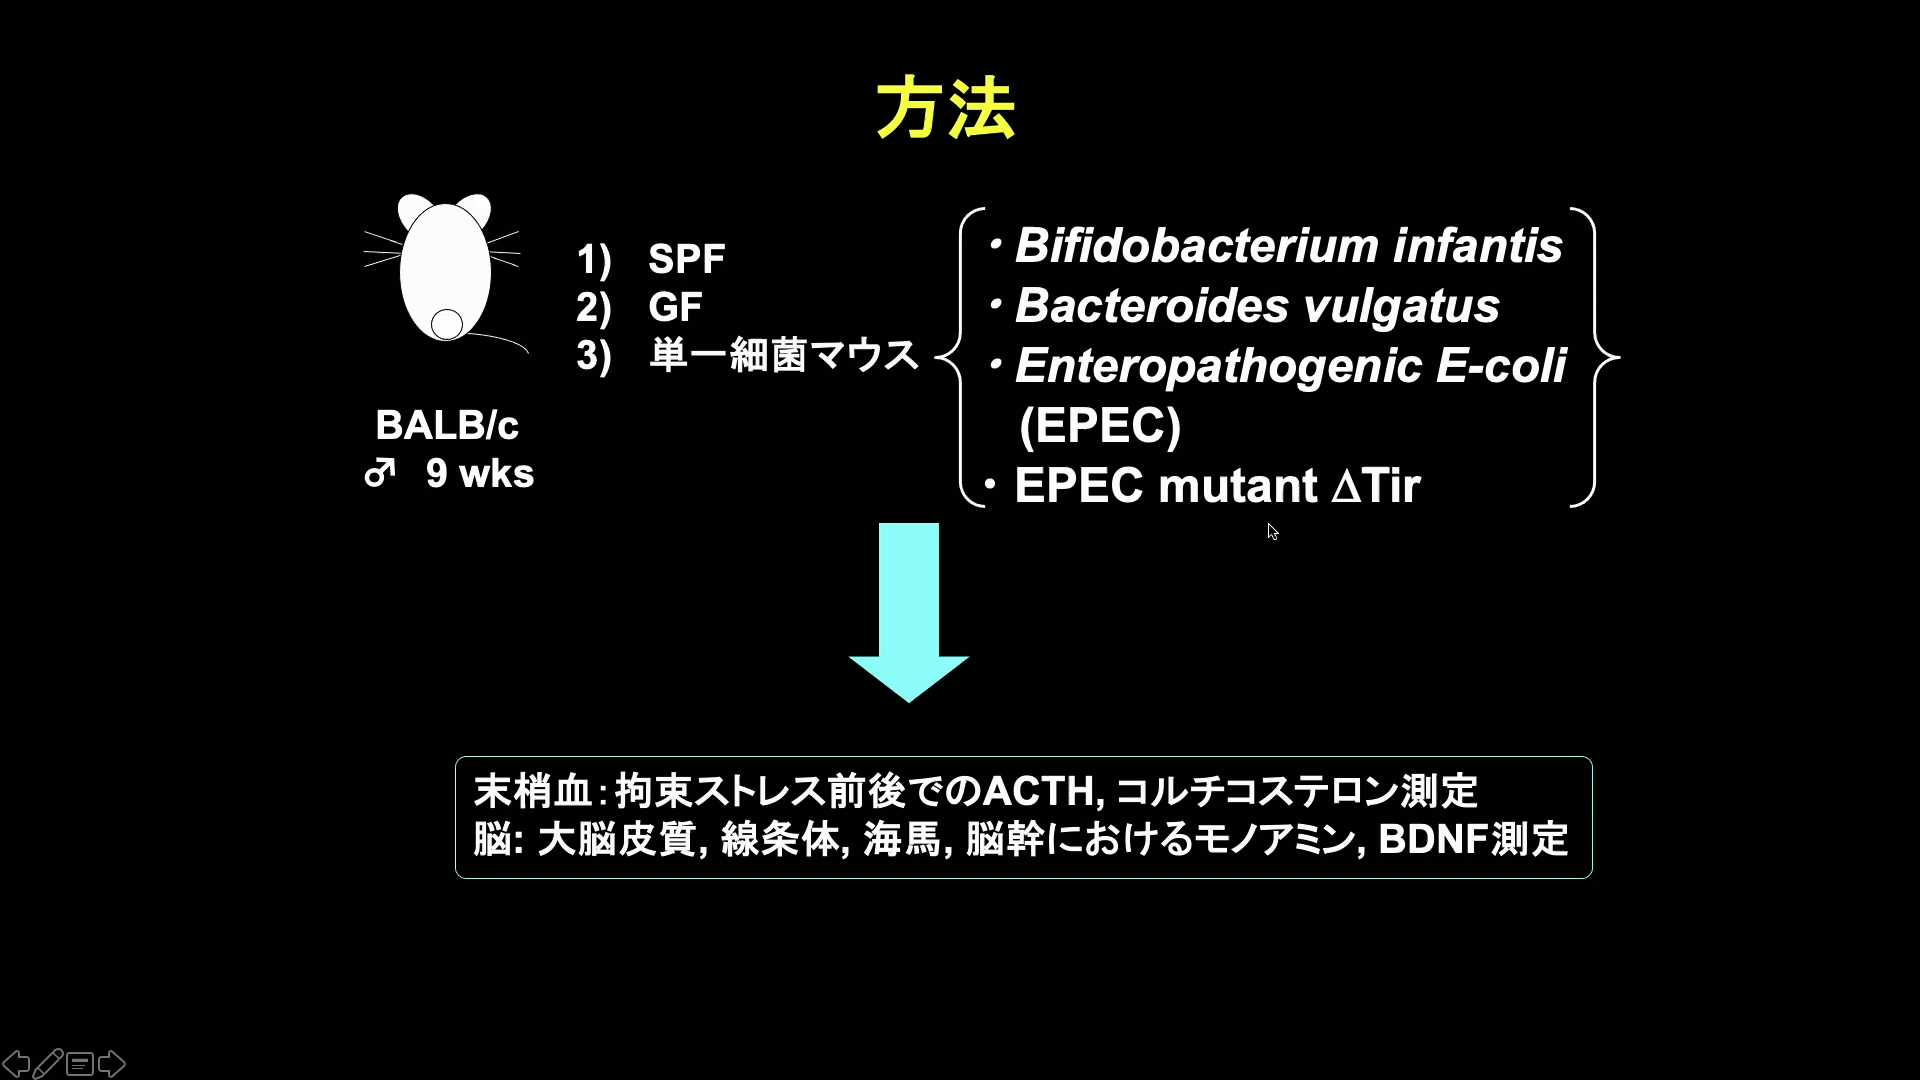 方法
1) SPF
2) GF
3) 単一細菌マウス
・Bifidobacterium infantis
・Bacteroides vulgatus
・Enteropathogenic E-coli
(EPEC)
・EPEC mutant ΔTir
BALB/c
♂ 9 wks
末梢血：拘束ストレス前後でのACTH, コルチコステロン測定
脳: 大脳皮質, 線条体, 海馬, 脳幹におけるモノアミン, BDNF測定